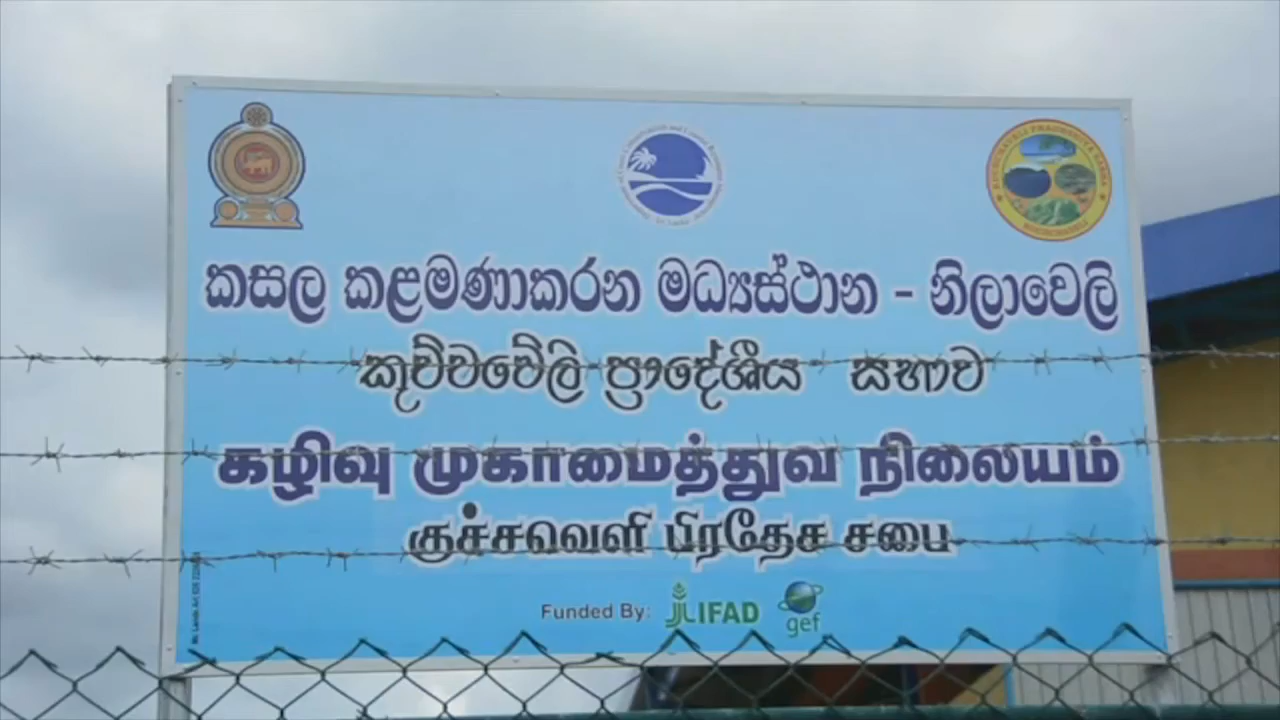 කසල කළමණාකරන මධ්‍යස්ථාන - නිලාවෙලි
කුච්චවේලි ප්‍රාදේශීය සභාව
கழிவு முகாமைத்துவ நிலையம்
குச்சவெளி பிரதேச சபை
Funded By: IFAD gef